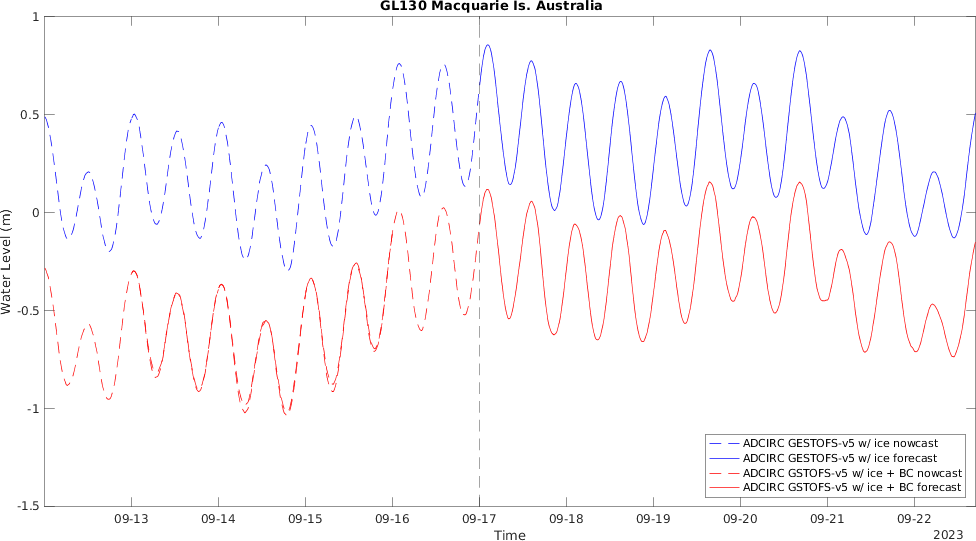 GL130 Macquarie Is. Australia
1
0.5
0
-0.5
-1
-1.5
Water Level (m)
09-13 09-14 09-15 09-16 09-17 09-18 09-19 09-20 09-21 09-22
Time
2023
ADCIRC GESTOFS-v5 w/ ice nowcast
ADCIRC GESTOFS-v5 w/ ice forecast
ADCIRC GSTOFS-v5 w/ ice + BC nowcast
ADCIRC GSTOFS-v5 w/ ice + BC forecast